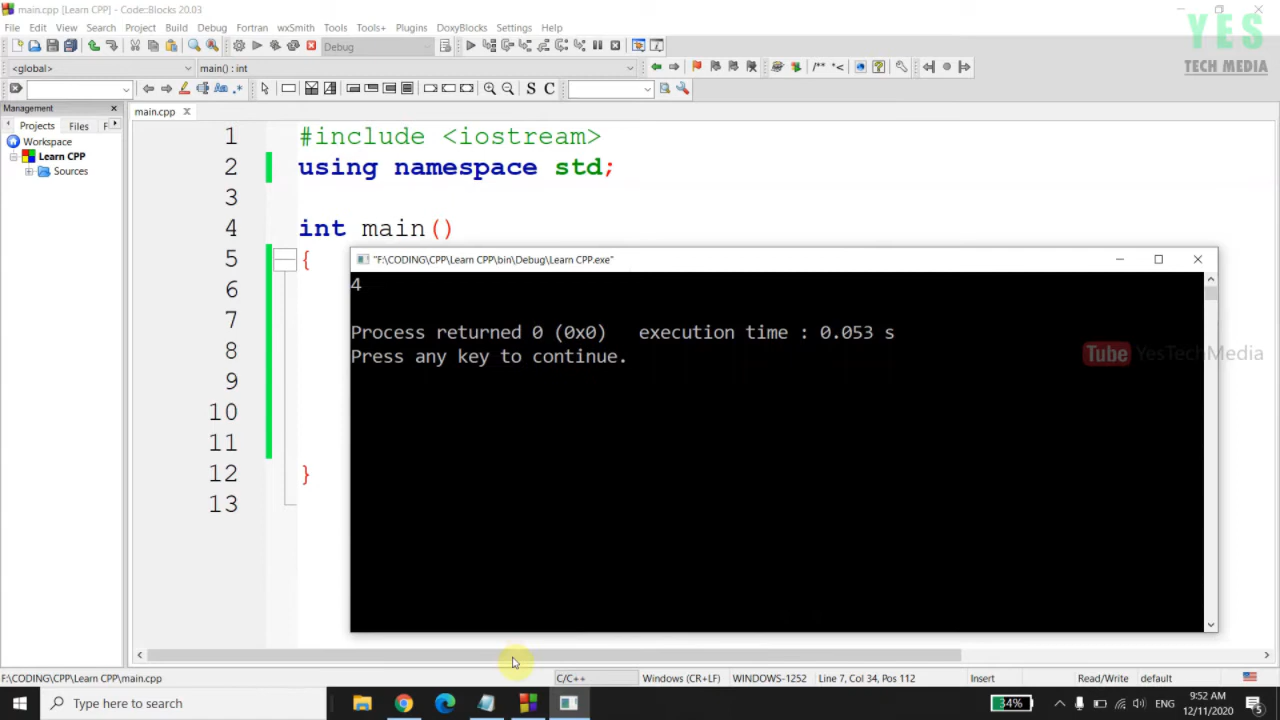 main.cpp [Learn CPP] - Code::Blocks 20.03
File Edit View Search Project Build Debug Fortran wxSmith Tools Tools+ Plugins DoxyBlocks Settings Help
YES
TECH MEDIA
Debug
<global> main() : int
/** *<
S C
Management
Projects Files F
main.cpp
Workspace
Learn CPP
Sources
1 #include <iostream>
2 using namespace std;
3
4 int main()
5 {
6
7
8
9
10
11
12 }
13
"F:\CODING\CPP\Learn CPP\bin\Debug\Learn CPP.exe"
4
Process returned 0 (0x0) execution time : 0.053 s
Press any key to continue.
Tube YesTechMedia
F:\CODING\CPP\Learn CPP\main.cpp C/C++ Windows (CR+LF) WINDOWS-1252 Line 7, Col 34, Pos 112 Insert Read/Write default
Type here to search
34% ENG 9:52 AM
12/11/2020
5